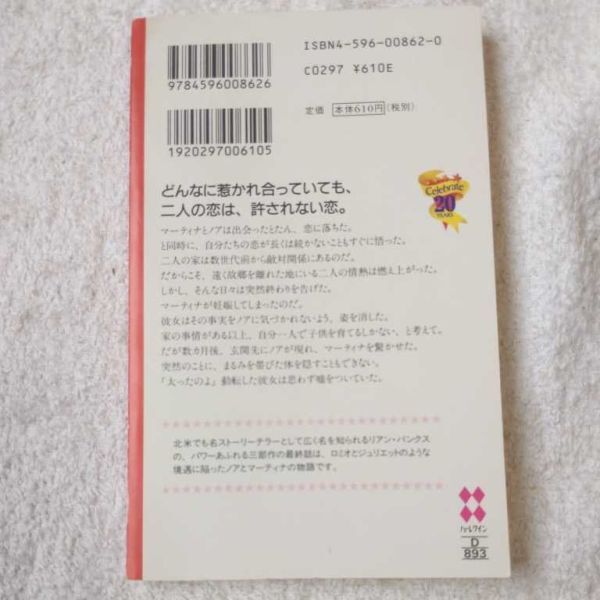 ISBN4-596-00862-0
9784596008626
C0297 ¥610E
定価 本体610円(税別)
1920297006105
どんなに惹かれ合っていても、
二人の恋は、許されない恋。
Celebrate
20
YEARS
マーティナとノアは出会ったとたん、恋に落ちた。
と同時に、自分たちの恋が長くは続かないこともすぐに悟った。
二人の家は数世代前から敵対関係にあるのだ。
だからこそ、遠く故郷を離れた地にいる二人の情熱は燃え上がった。
しかし、そんな日々は突然終わりを告げた。
マーティナが妊娠してしまったのだ。
彼女はその事実をノアに気づかれないよう、姿を消した。
家の事情がある以上、自分一人で子供を育てるしかない、と考えて。
だが数カ月後、玄関先にノアが現れ、マーティナを驚かせた。
突然のことに、まるみを帯びた体を隠すこともできない。
「太ったのよ」動転した彼女は思わず嘘をついていた。
北米でも名ストーリーテラーとして広く名を知られるリアン・バンクス
の、パワーあふれる三部作の最終話は、ロミオとジュリエットのような
境遇に陥ったノアとマーティナの物語です。
ハーレクイン
D
893